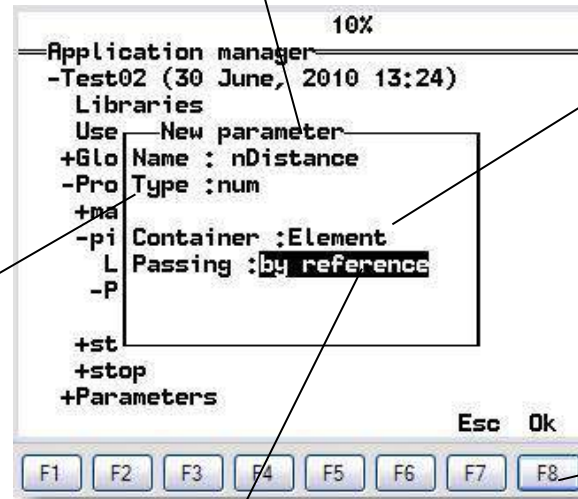 10%
Application manager
-Test02 (30 June, 2010 13:24)
Libraries
Use
New parameter
+Glo
Name : nDistance
-Pro
Type :num
+ma
-pi
Container :Element
L
Passing :by reference
-P
+st
+stop
+Parameters
Esc Ok
F1 F2 F3 F4 F5 F6 F7 F8